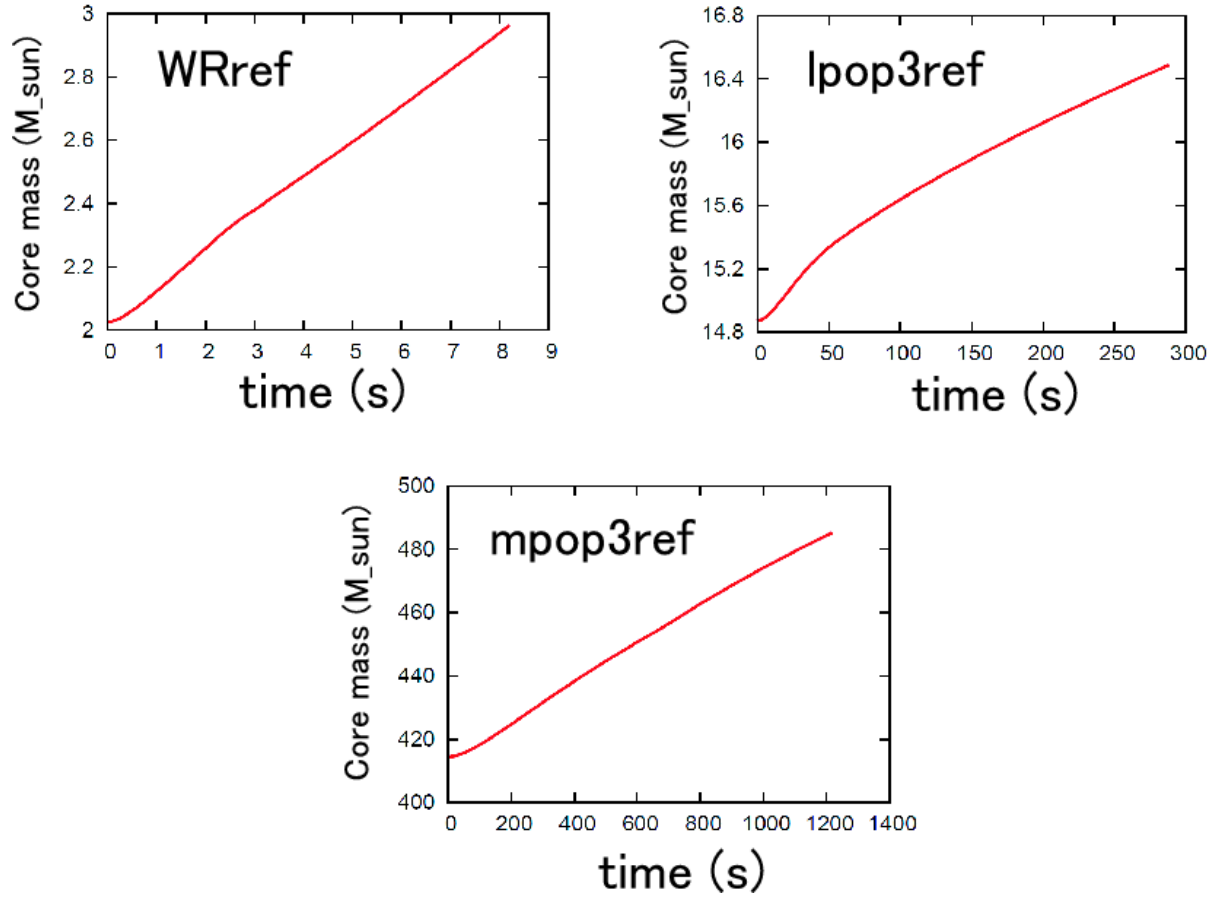 Core mass (M_sun)
3
2.8
2.6
2.4
2.2
2
WRref
0 1 2 3 4 5 6 7 8 9
time (s)
Core mass (M_sun)
16.8
16.4
16
15.6
15.2
14.8
lpop3ref
0 50 100 150 200 250 300
time (s)
Core mass (M_sun)
500
480
460
440
420
400
mpop3ref
0 200 400 600 800 1000 1200 1400
time (s)